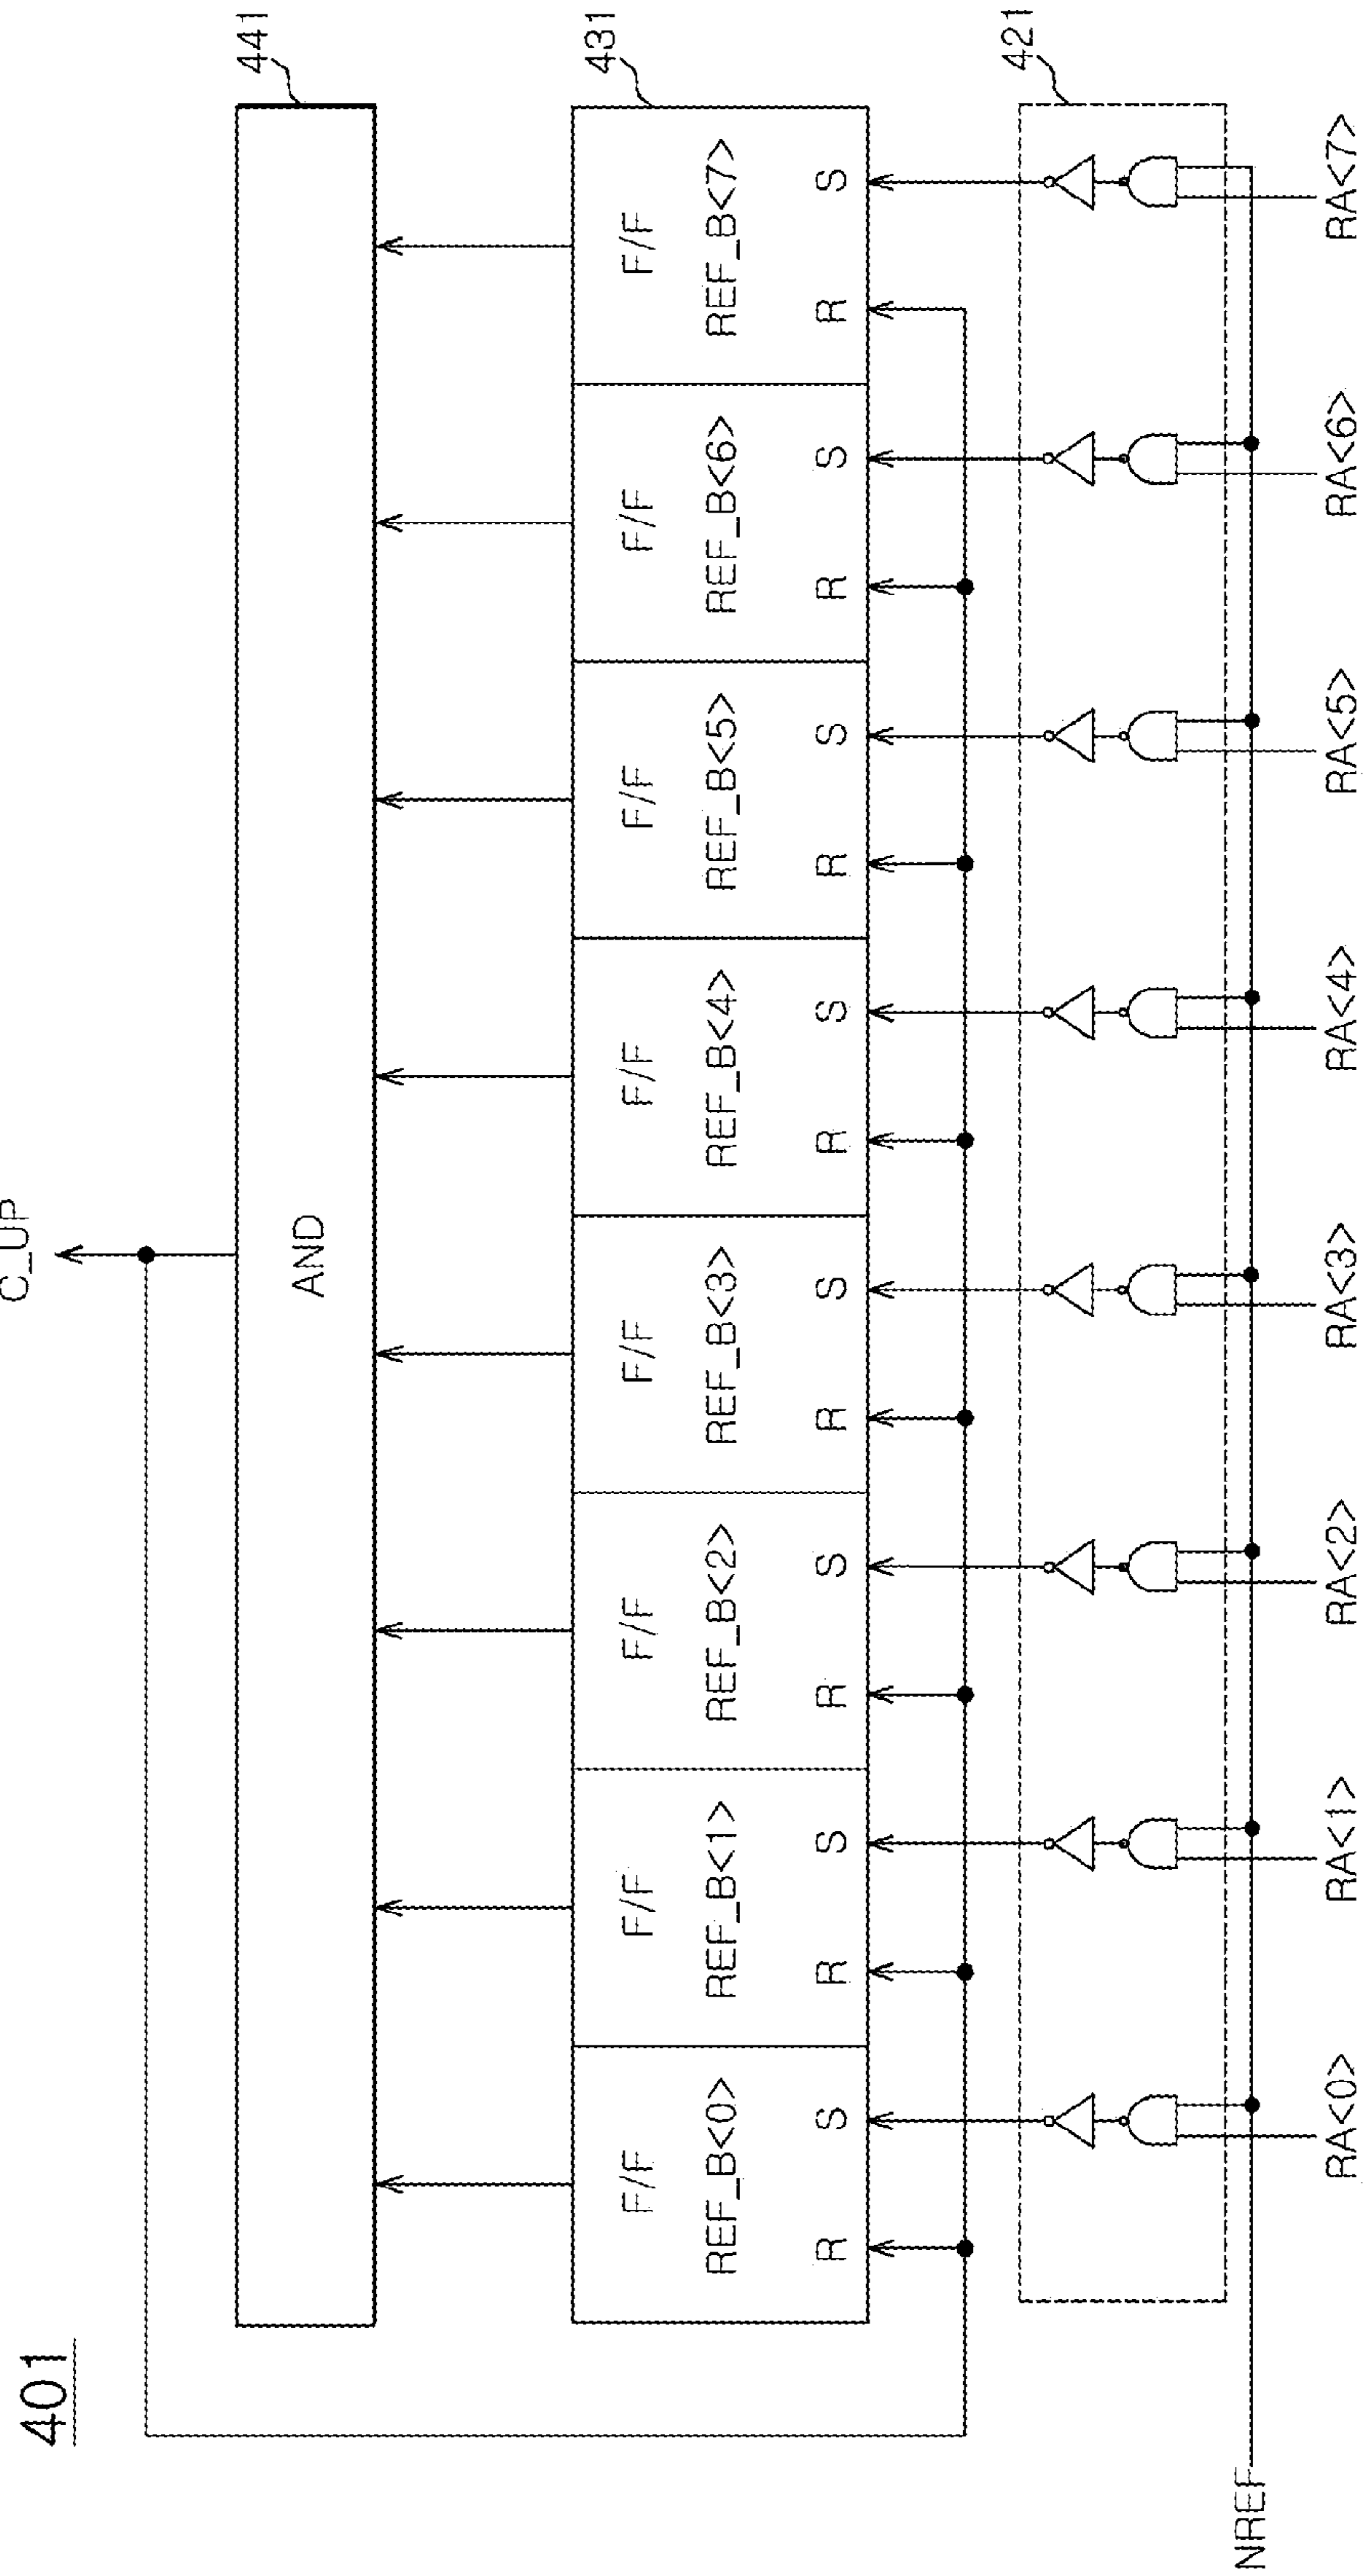 401
C_UP
441
AND
431
F/F F/F F/F F/F F/F F/F F/F F/F
REF_B<0> REF_B<1> REF_B<2> REF_B<3> REF_B<4> REF_B<5> REF_B<6> REF_B<7>
R S R S R S R S R S R S R S R S
421
NREF
RA<0> RA<1> RA<2> RA<3> RA<4> RA<5> RA<6> RA<7>